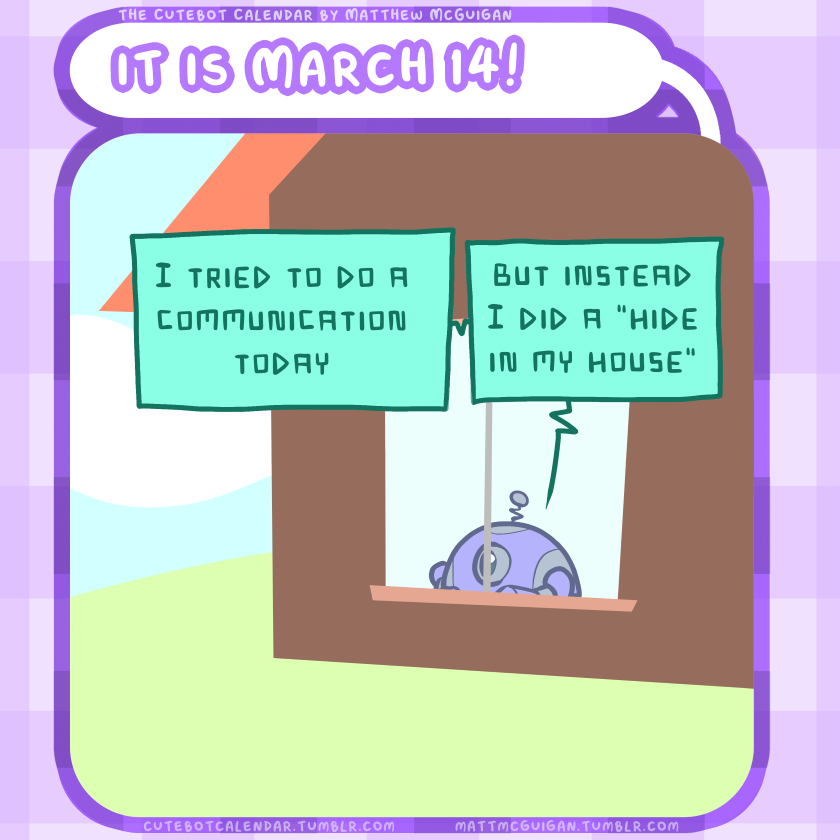 The Cutebot Calendar by Matthew McGuigan
IT IS MARCH 14!
I TRIED TO DO A
COMMUNICATION
TODAY
BUT INSTEAD
I DID A "HIDE
IN MY HOUSE"
cutebotcalendar.tumblr.com
mattmcguigan.tumblr.com